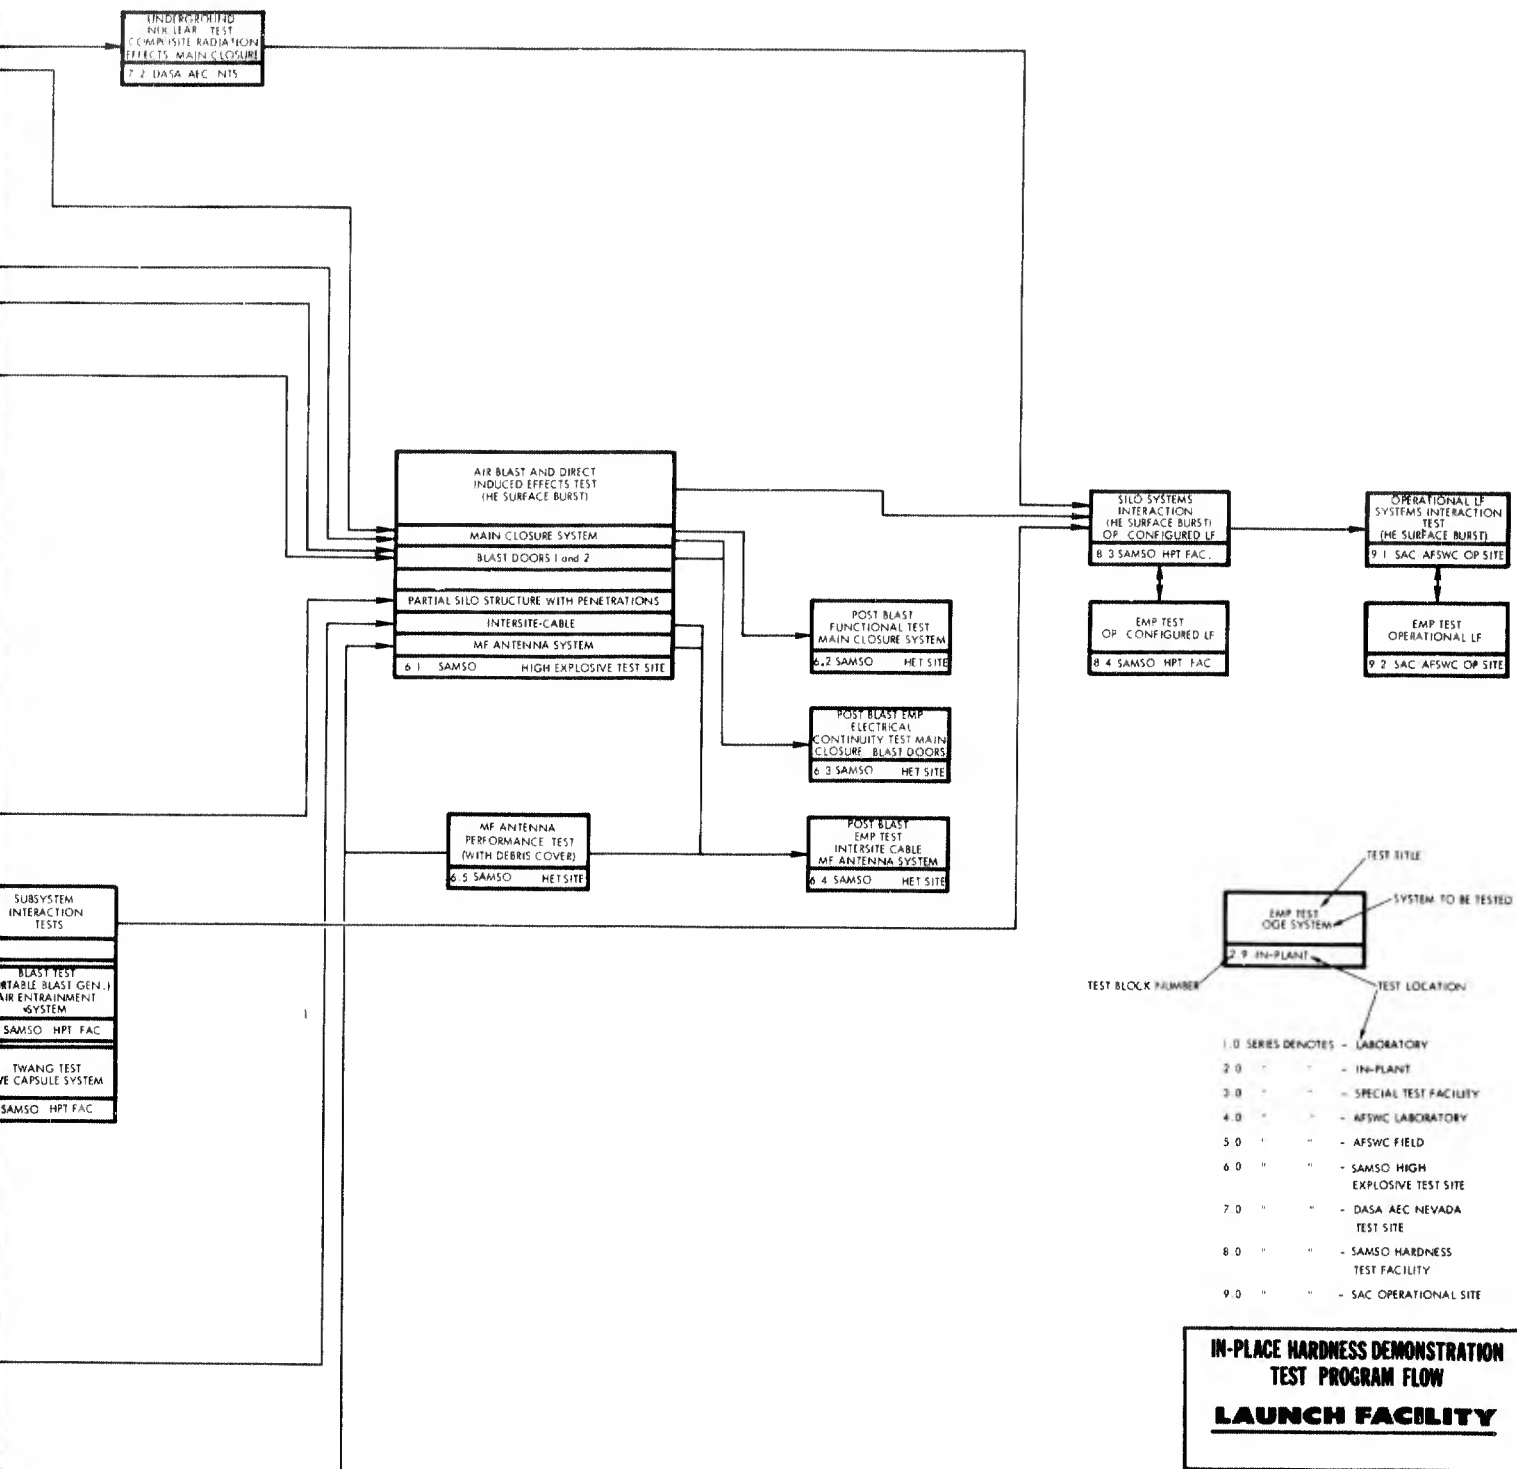 UNDERGROUND
NUCLEAR TEST
COMPOSITE RADIATION
EFFECTS MAIN CLOSURE
7.2 DASA AEC NTS
AIR BLAST AND DIRECT
INDUCED EFFECTS TEST
(HE SURFACE BURST)
MAIN CLOSURE SYSTEM
BLAST DOORS 1 and 2
PARTIAL SILO STRUCTURE WITH PENETRATIONS
INTERSITE-CABLE
MF ANTENNA SYSTEM
6.1 SAMSO HIGH EXPLOSIVE TEST SITE
SILO SYSTEMS
INTERACTION
(HE SURFACE BURST)
OP CONFIGURED LF
8.3 SAMSO HPT FAC.
OPERATIONAL LF
SYSTEMS INTERACTION
TEST
(HE SURFACE BURST)
9.1 SAC AFSWC OP SITE
EMP TEST
OP CONFIGURED LF
8.4 SAMSO HPT FAC
EMP TEST
OPERATIONAL LF
9.2 SAC AFSWC OP SITE
POST BLAST
FUNCTIONAL TEST
MAIN CLOSURE SYSTEM
6.2 SAMSO HET SITE
POST BLAST EMP
ELECTRICAL
CONTINUITY TEST MAIN
CLOSURE BLAST DOORS
6.3 SAMSO HET SITE
MF ANTENNA
PERFORMANCE TEST
(WITH DEBRIS COVER)
6.5 SAMSO HET SITE
POST BLAST
EMP TEST
INTERSITE CABLE
MF ANTENNA SYSTEM
6.4 SAMSO HET SITE
SUBSYSTEM
INTERACTION
TESTS
BLAST TEST
RTABLE BLAST GEN.)
AIR ENTRAINMENT
SYSTEM
SAMSO HPT FAC
TWANG TEST
VE CAPSULE SYSTEM
SAMSO HPT FAC
TEST TITLE
SYSTEM TO BE TESTED
EMP TEST
OGE SYSTEM
2.9 IN-PLANT
TEST BLOCK NUMBER
TEST LOCATION
1.0 SERIES DENOTES - LABORATORY
2.0 " " - IN-PLANT
3.0 " " - SPECIAL TEST FACILITY
4.0 " " - AFSWC LABORATORY
5.0 " " - AFSWC FIELD
6.0 " " - SAMSO HIGH
EXPLOSIVE TEST SITE
7.0 " " - DASA AEC NEVADA
TEST SITE
8.0 " " - SAMSO HARDNESS
TEST FACILITY
9.0 " " - SAC OPERATIONAL SITE
IN-PLACE HARDNESS DEMONSTRATION
TEST PROGRAM FLOW
LAUNCH FACILITY